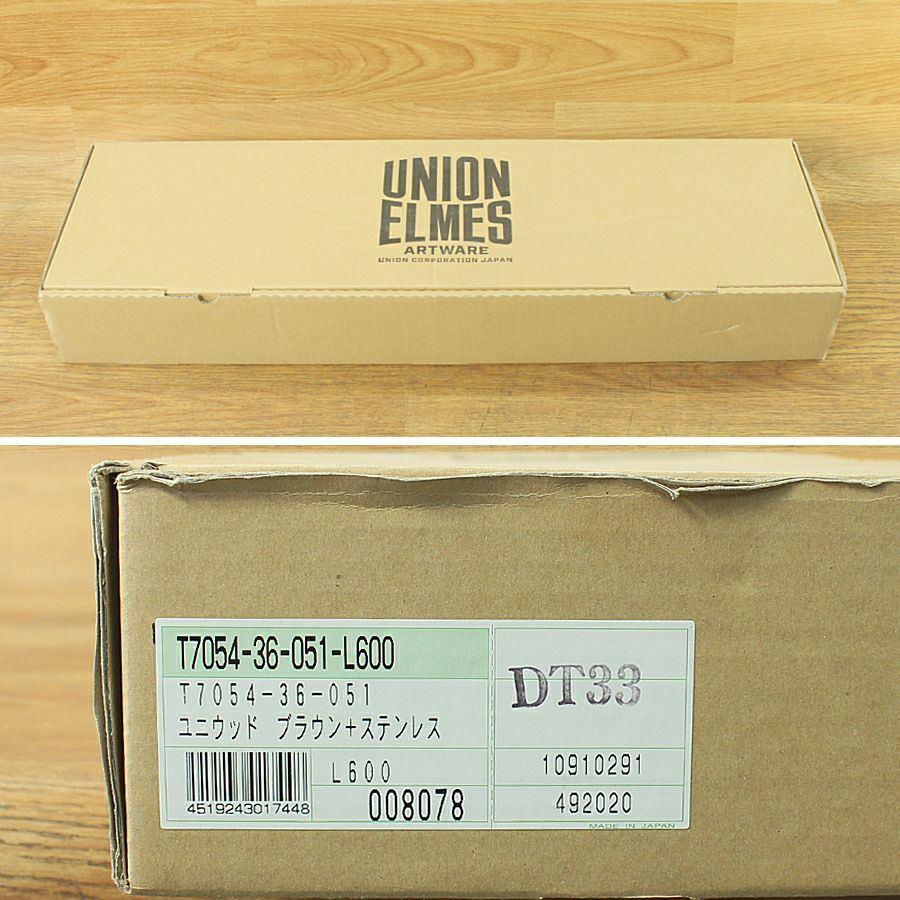 UNION
ELMES
ARTWARE
UNION CORPORATION JAPAN
T7054-36-051-L600
T7054-36-051
ユニウッド ブラウン+ステンレス
L600
4519243017448
008078
DT33
10910291
492020
MADE IN JAPAN